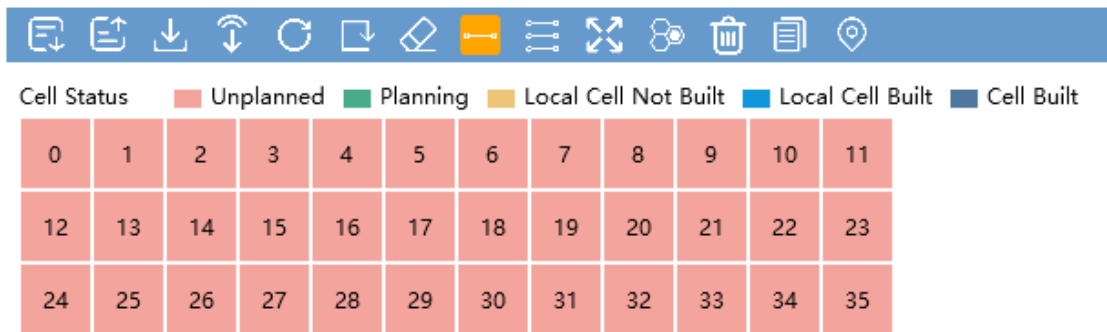 Cell Status Unplanned Planning Local Cell Not Built Local Cell Built Cell Built
0 1 2 3 4 5 6 7 8 9 10 11
12 13 14 15 16 17 18 19 20 21 22 23
24 25 26 27 28 29 30 31 32 33 34 35